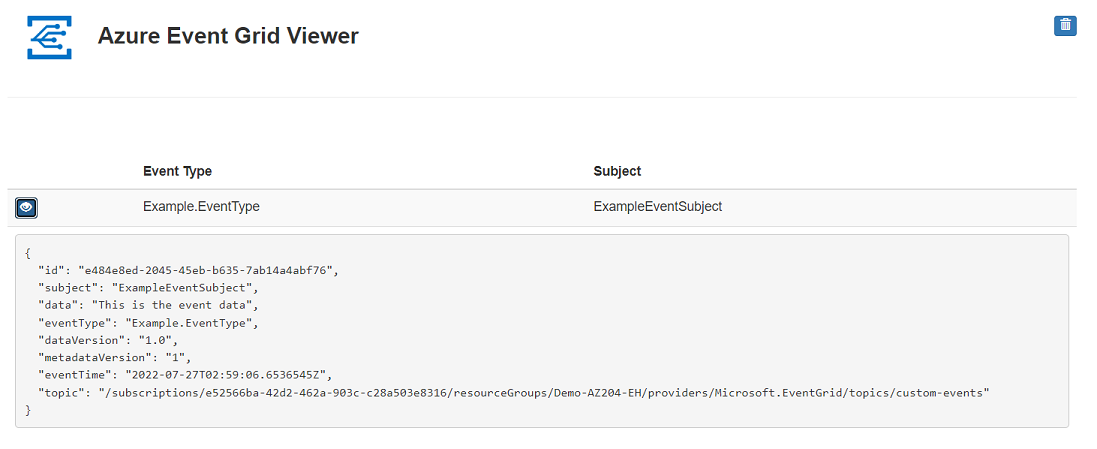 Azure Event Grid Viewer
Event Type Subject
Example.EventType ExampleEventSubject
{
"id": "e484e8ed-2045-45eb-b635-7ab14a4abf76",
"subject": "ExampleEventSubject",
"data": "This is the event data",
"eventType": "Example.EventType",
"dataVersion": "1.0",
"metadataVersion": "1",
"eventTime": "2022-07-27T02:59:06.6536545Z",
"topic": "/subscriptions/e52566ba-42d2-462a-903c-c28a503e8316/resourceGroups/Demo-AZ204-EH/providers/Microsoft.EventGrid/topics/custom-events"
}